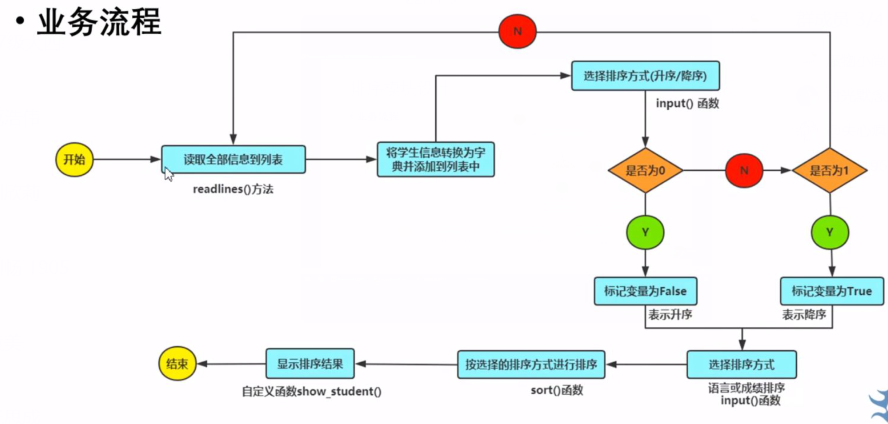 • 业务流程
N
选择排序方式(升序/降序)
input() 函数
开始
读取全部信息到列表
readlines()方法
将学生信息转换为字
典并添加到列表中
是否为0
N
是否为1
Y
Y
标记变量为False
表示升序
标记变量为True
表示降序
结束
显示排序结果
自定义函数show_student()
按选择的排序方式进行排序
sort()函数
选择排序方式
语言或成绩排序
input()函数